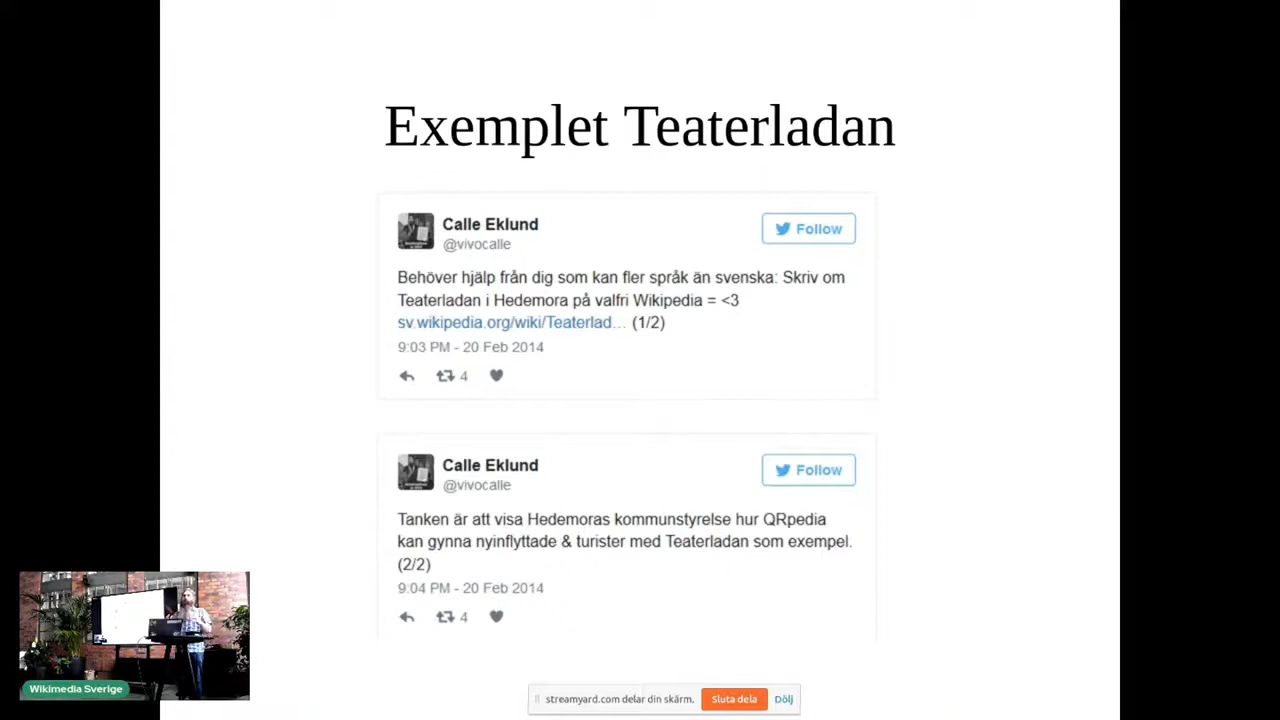 Exemplet Teaterladan
Calle Eklund
@vivocalle
Follow
Behöver hjälp från dig som kan fler språk än svenska: Skriv om
Teaterladan i Hedemora på valfri Wikipedia = <3
sv.wikipedia.org/wiki/Teaterlad… (1/2)
9:03 PM - 20 Feb 2014
4
Calle Eklund
@vivocalle
Follow
Tanken är att visa Hedemoras kommunstyrelse hur QRpedia
kan gynna nyinflyttade & turister med Teaterladan som exempel.
(2/2)
9:04 PM - 20 Feb 2014
4
Wikimedia Sverige
streamyard.com delar din skärm.
Sluta dela
Dölj